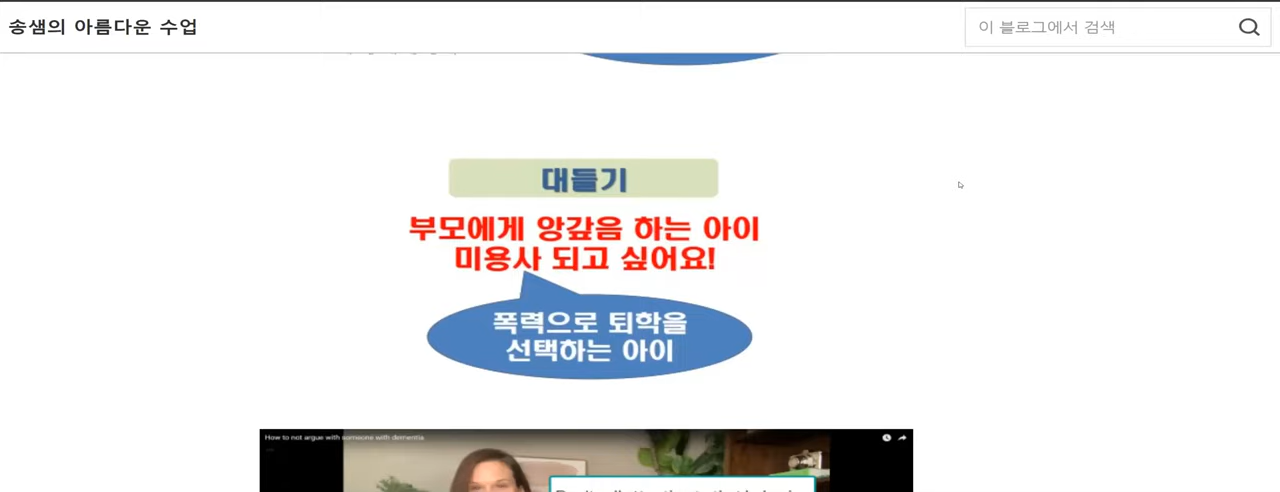 송샘의 아름다운 수업
이 블로그에서 검색
대들기
부모에게 앙갚음 하는 아이
미용사 되고 싶어요!
폭력으로 퇴학을
선택하는 아이
How to not argue with someone with dementia